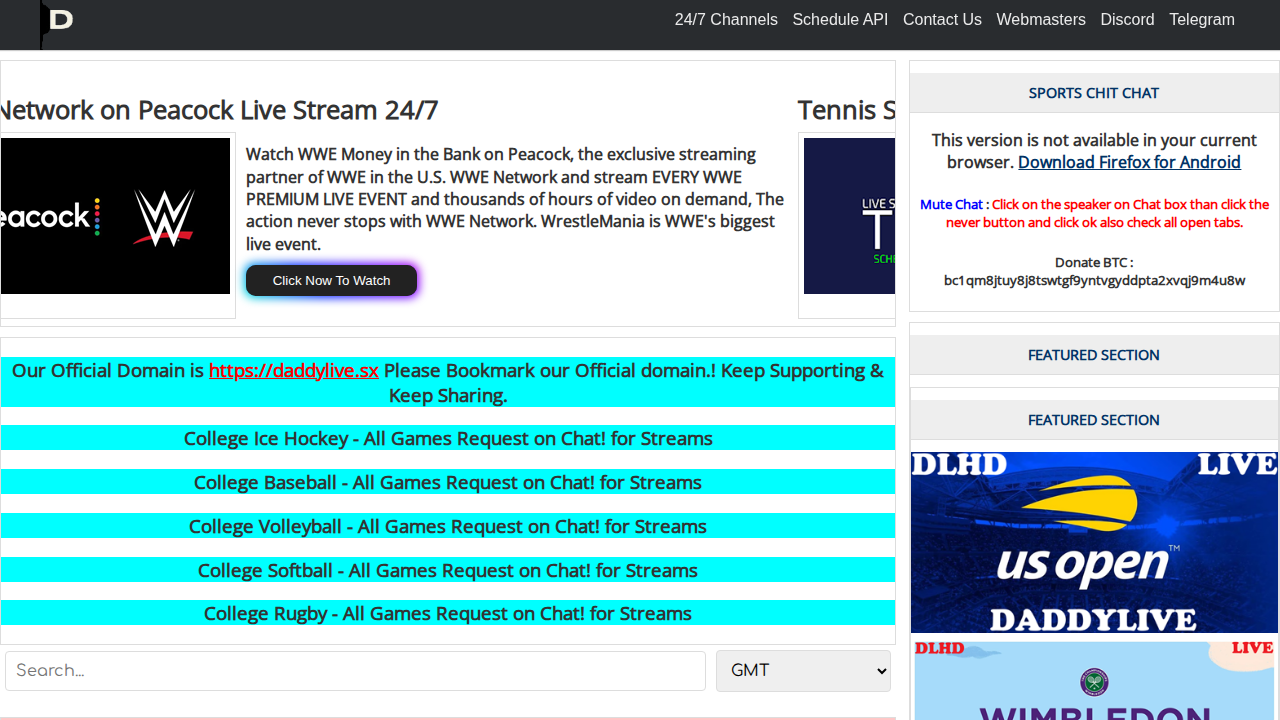 D
24/7 Channels Schedule API Contact Us Webmasters Discord Telegram
Network on Peacock Live Stream 24/7
Watch WWE Money in the Bank on Peacock, the exclusive streaming
partner of WWE in the U.S. WWE Network and stream EVERY WWE
PREMIUM LIVE EVENT and thousands of hours of video on demand, The
action never stops with WWE Network. WrestleMania is WWE's biggest
live event.
Click Now To Watch
eacock
W
Tennis S
LIVE S
T
SCHE
Our Official Domain is https://daddylive.sx Please Bookmark our Official domain.! Keep Supporting &
Keep Sharing.
College Ice Hockey - All Games Request on Chat! for Streams
College Baseball - All Games Request on Chat! for Streams
College Volleyball - All Games Request on Chat! for Streams
College Softball - All Games Request on Chat! for Streams
College Rugby - All Games Request on Chat! for Streams
Search...
GMT
SPORTS CHIT CHAT
This version is not available in your current
browser. Download Firefox for Android
Mute Chat : Click on the speaker on Chat box than click the
never button and click ok also check all open tabs.
Donate BTC :
bc1qm8jtuy8j8tswtgf9yntvgyddpta2xvqj9m4u8w
FEATURED SECTION
FEATURED SECTION
DLHD LIVE
us open
TM
DADDYLIVE
DLHD LIVE
WIMBLEDON